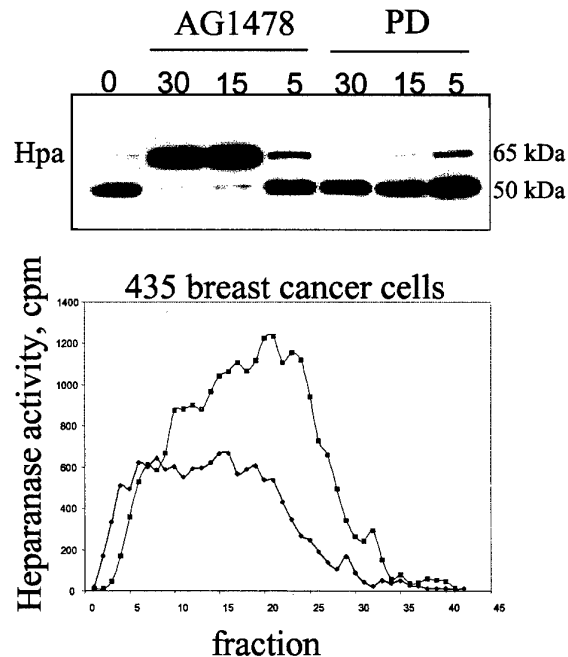 AG1478 PD
0 30 15 5 30 15 5
Hpa 65 kDa
50 kDa
435 breast cancer cells
Heparanase activity, cpm
1400
1200
1000
800
600
400
200
0
0 5 10 15 20 25 30 35 40 45
fraction